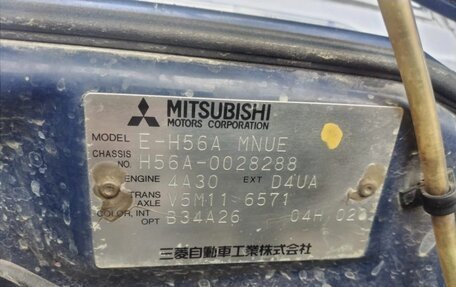 MITSUBISHI
MOTORS CORPORATION
MODEL E-H56A MNUE
CHASSIS NO. H56A-0028288
ENGINE 4A30 EXT D4UA
TRANS AXLE V5M11 6571
COLOR, INT OPT B34A26 04H 02
三菱自動車工業株式会社